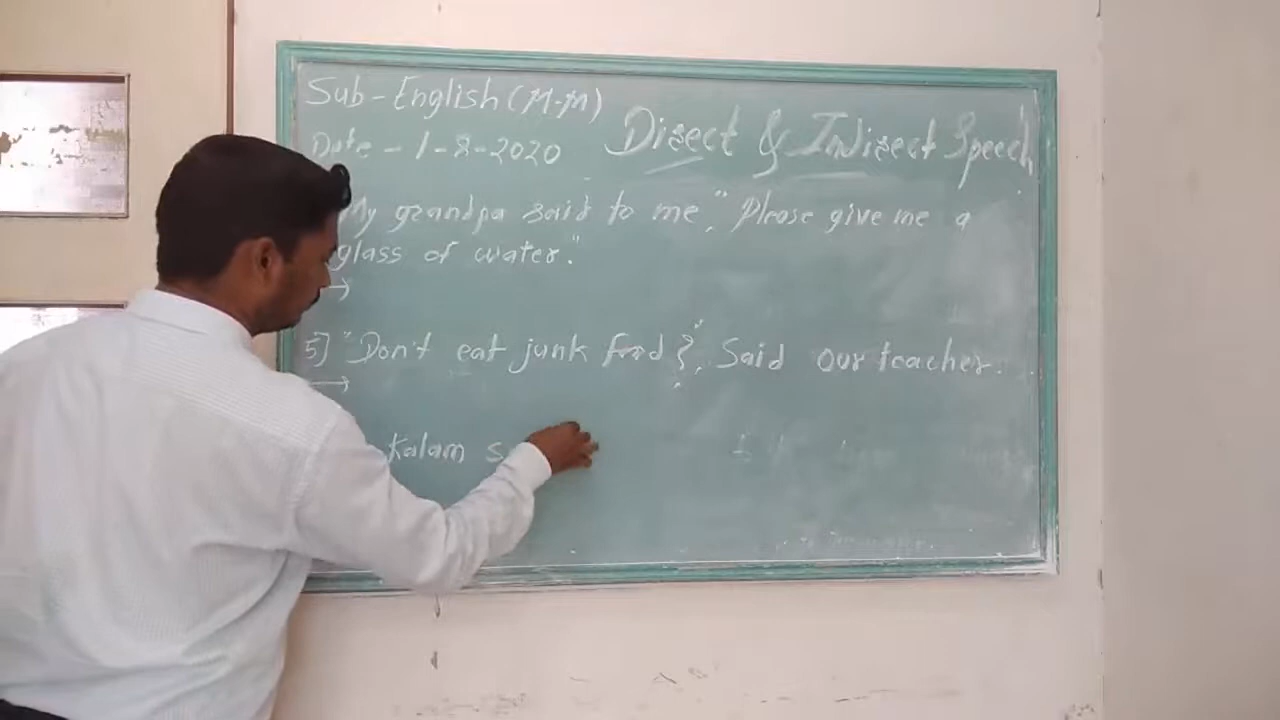 Sub-English (M.M)
Date - 1-8-2020
Direct & Indirect Speech
My grandpa said to me, "Please give me a
glass of water."
→
5] "Don't eat junk food", Said our teacher.
→
Kalam